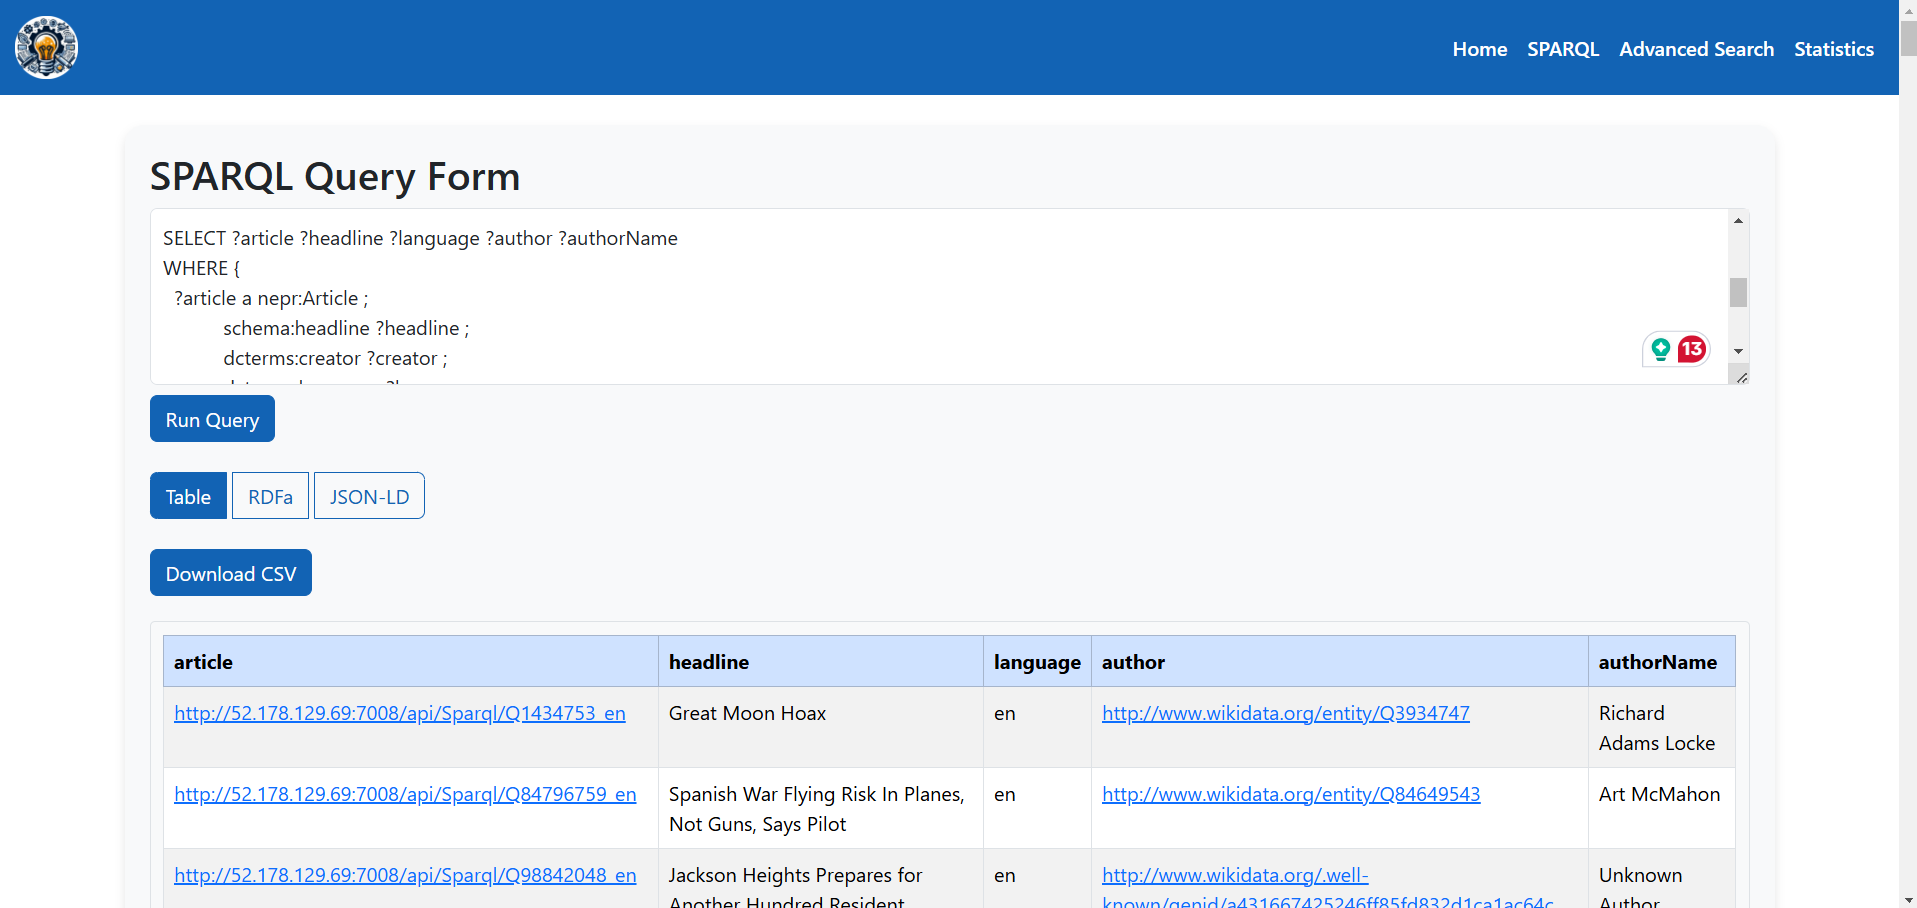 Home SPARQL Advanced Search Statistics
SPARQL Query Form
SELECT ?article ?headline ?language ?author ?authorName
WHERE {
?article a nepr:Article ;
schema:headline ?headline ;
dcterms:creator ?creator ;
13
Run Query
Table RDFa JSON-LD
Download CSV
article headline language author authorName
http://52.178.129.69:7008/api/Sparql/Q1434753_en Great Moon Hoax en http://www.wikidata.org/entity/Q3934747 Richard
Adams Locke
http://52.178.129.69:7008/api/Sparql/Q84796759_en Spanish War Flying Risk In Planes, en http://www.wikidata.org/entity/Q84649543 Art McMahon
Not Guns, Says Pilot
http://52.178.129.69:7008/api/Sparql/Q98842048_en Jackson Heights Prepares for en http://www.wikidata.org/.well- Unknown
Another Hundred Resident known/genid/a431667425246ff85fd832d1ca1ac64c Author